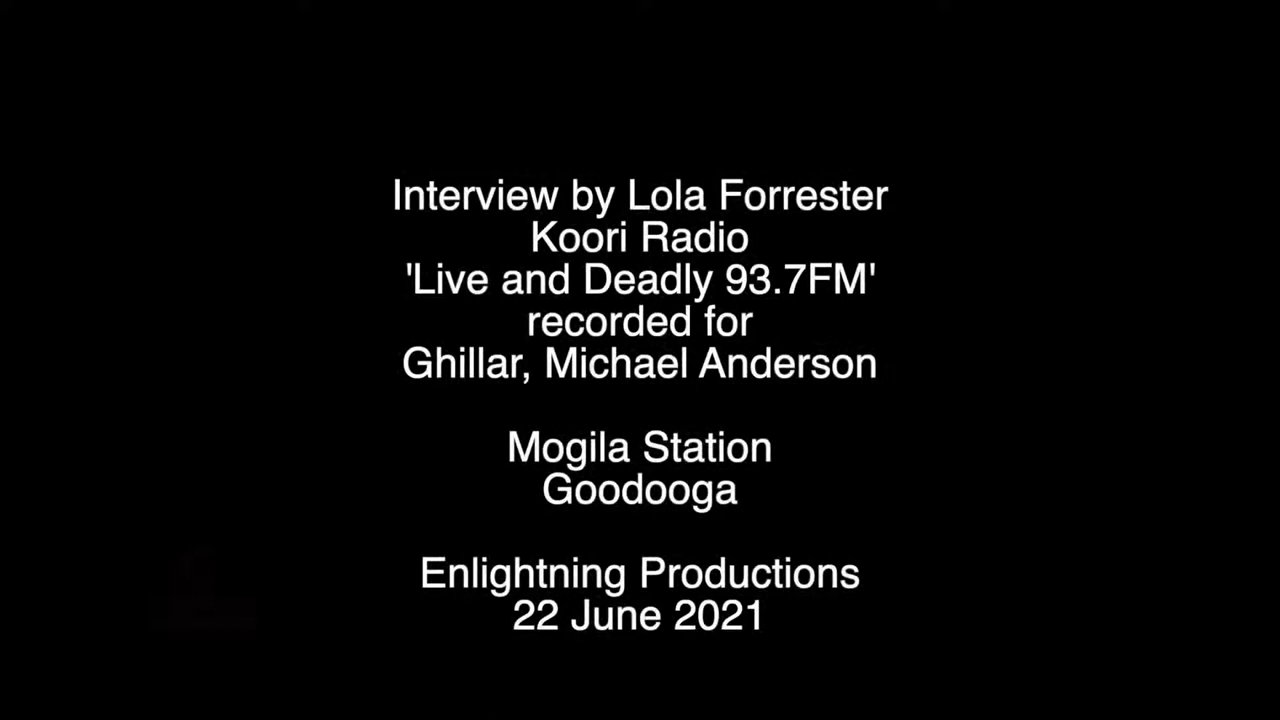 Interview by Lola Forrester
Koori Radio
'Live and Deadly 93.7FM'
recorded for
Ghillar, Michael Anderson
Mogila Station
Goodooga
Enlightning Productions
22 June 2021